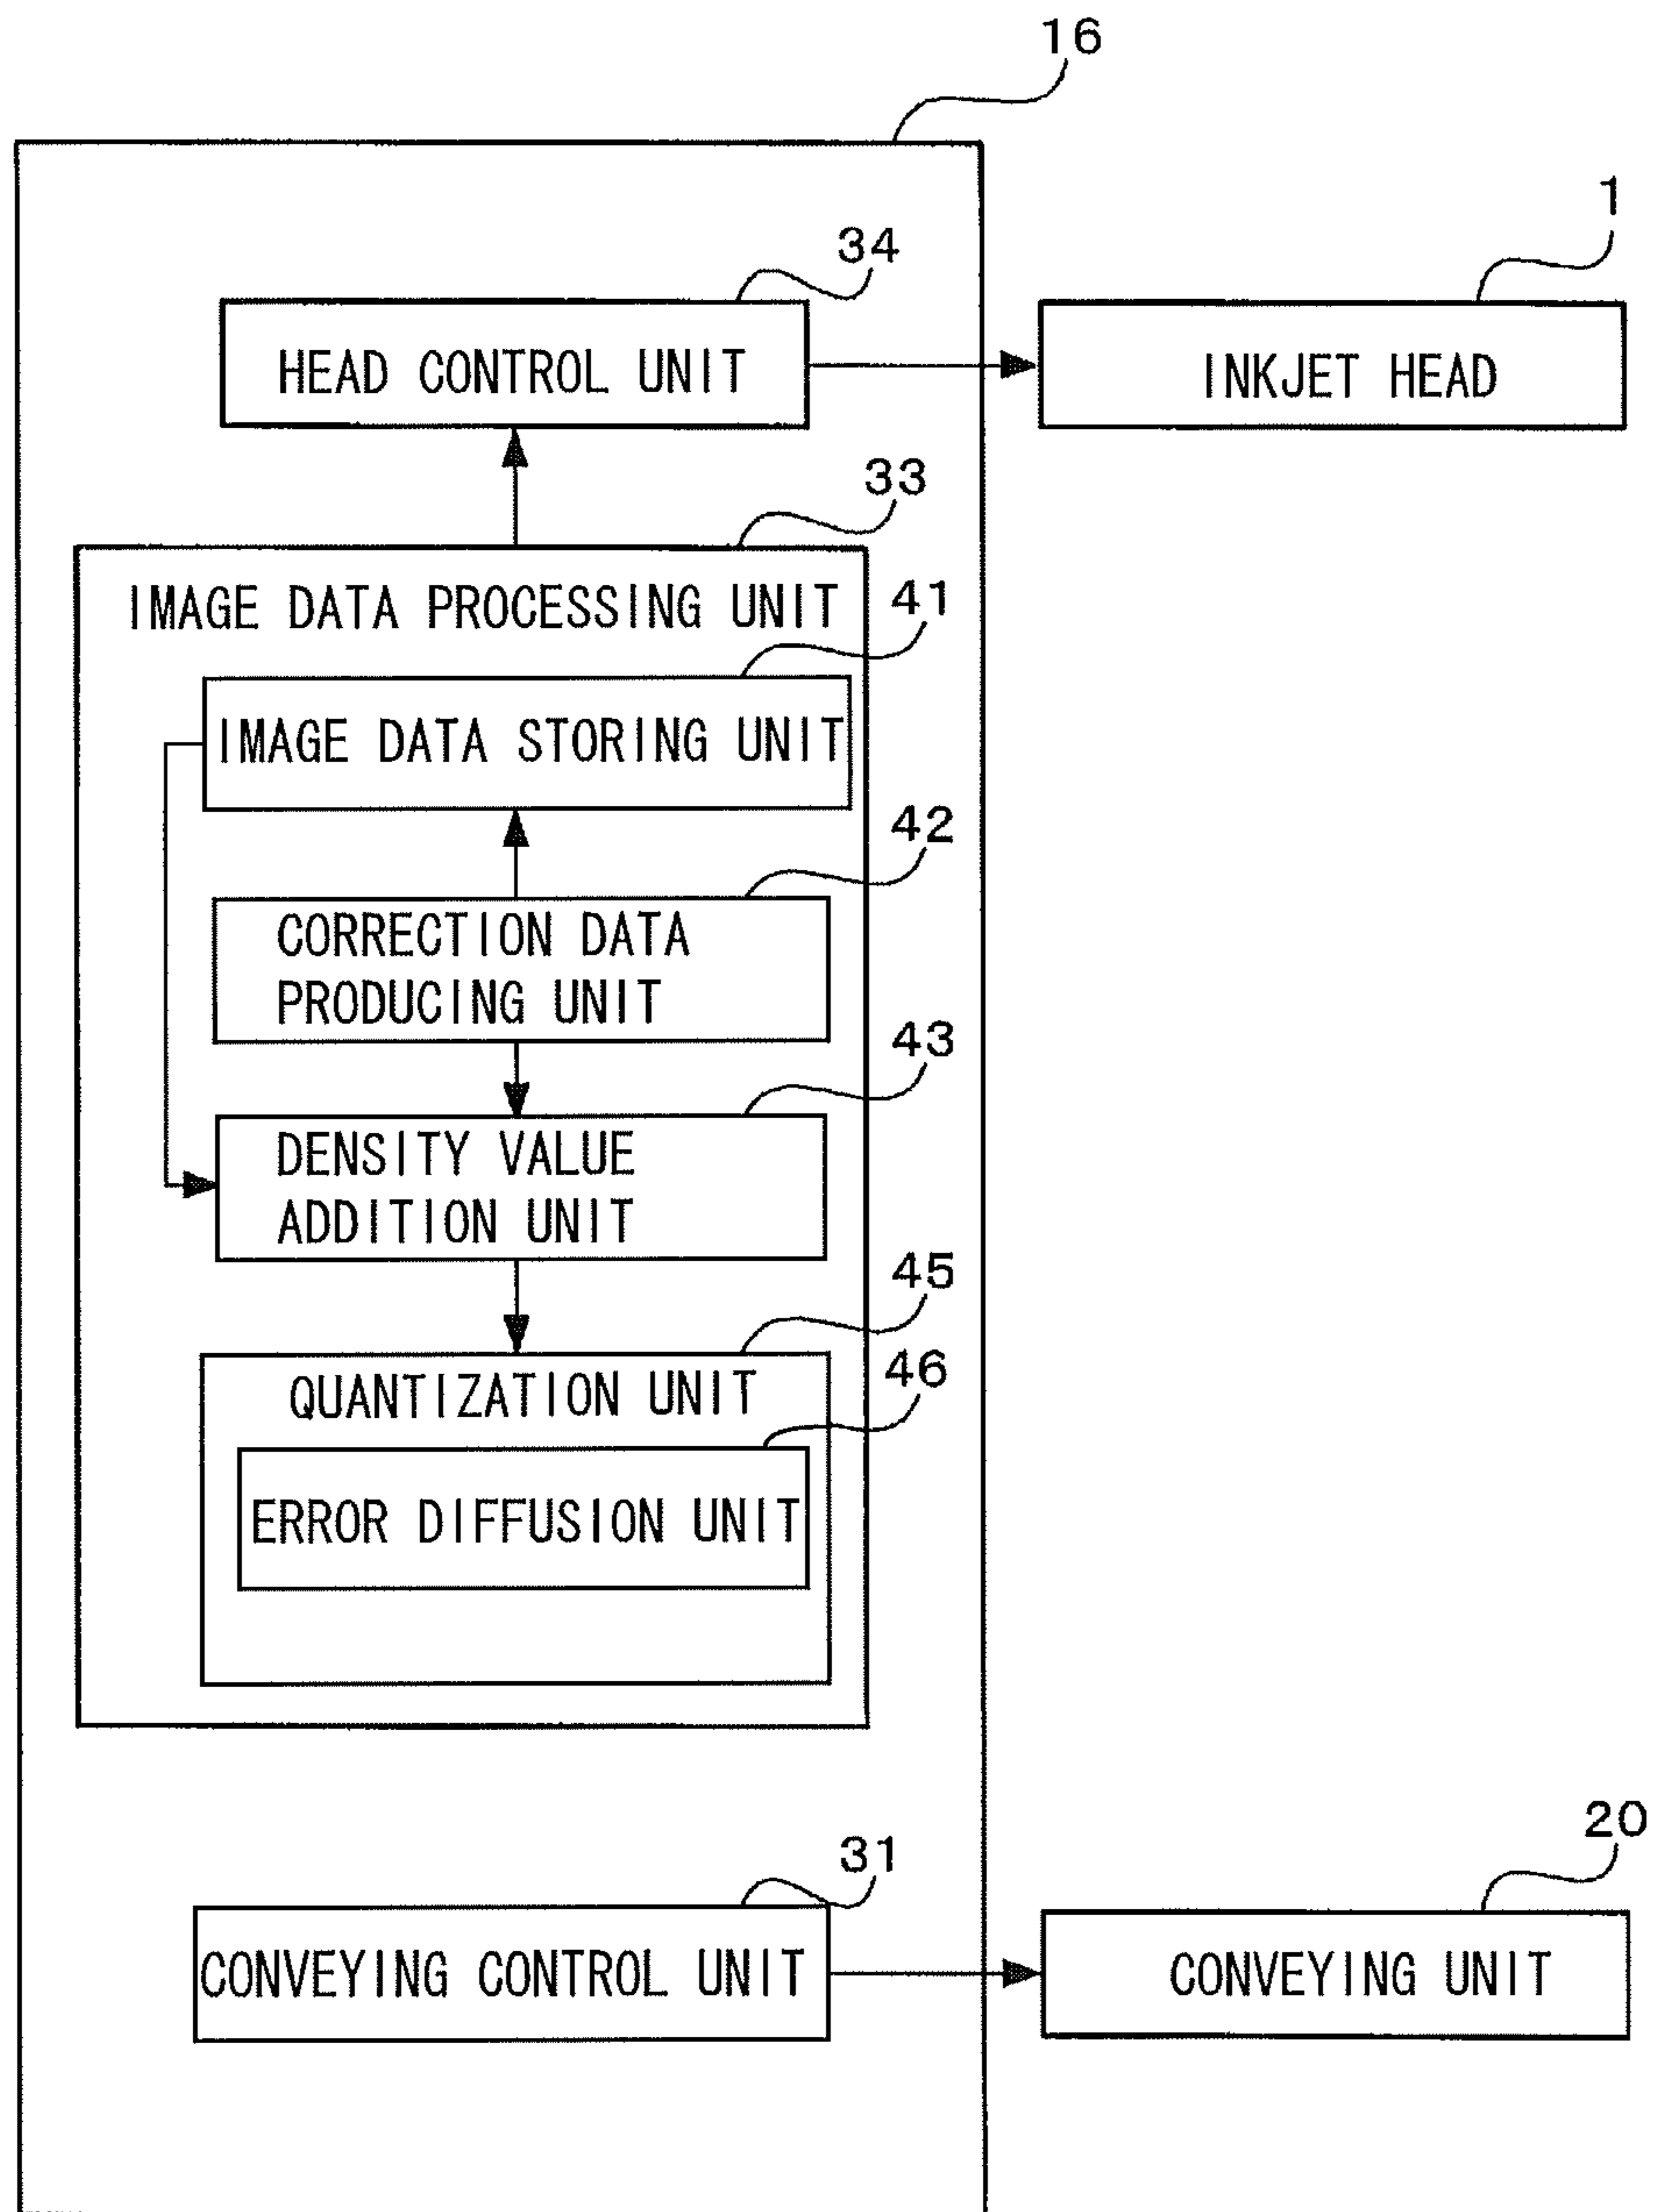 16
1
34
HEAD CONTROL UNIT
INKJET HEAD
33
IMAGE DATA PROCESSING UNIT
41
IMAGE DATA STORING UNIT
42
CORRECTION DATA
PRODUCING UNIT
43
DENSITY VALUE
ADDITION UNIT
45
QUANTIZATION UNIT
46
ERROR DIFFUSION UNIT
31
20
CONVEYING CONTROL UNIT
CONVEYING UNIT